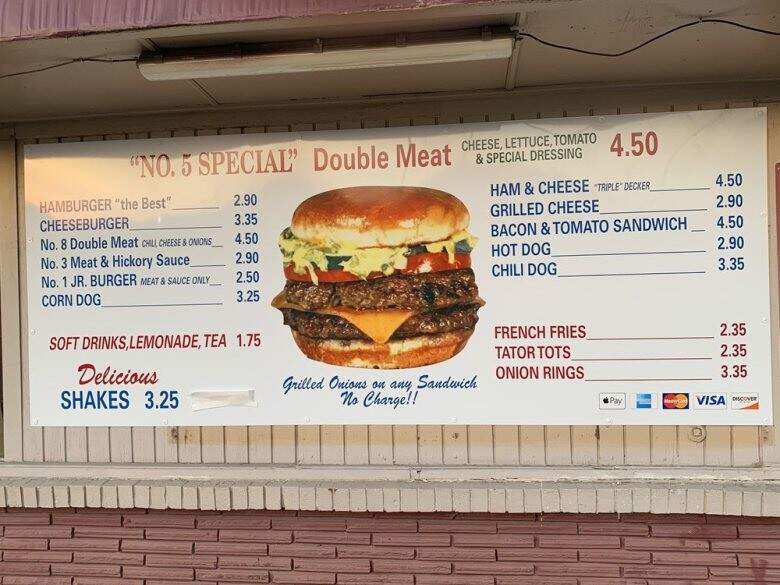 "NO. 5 SPECIAL" Double Meat CHEESE, LETTUCE, TOMATO & SPECIAL DRESSING 4.50
HAMBURGER "the Best" 2.90
CHEESEBURGER 3.35
No. 8 Double Meat CHILI, CHEESE & ONIONS 4.50
No. 3 Meat & Hickory Sauce 2.90
No. 1 JR. BURGER MEAT & SAUCE ONLY 2.50
CORN DOG 3.25
SOFT DRINKS, LEMONADE, TEA 1.75
Delicious
SHAKES 3.25
Grilled Onions on any Sandwich
No Charge!!
HAM & CHEESE "TRIPLE" DECKER 4.50
GRILLED CHEESE 2.90
BACON & TOMATO SANDWICH 4.50
HOT DOG 2.90
CHILI DOG 3.35
FRENCH FRIES 2.35
TATOR TOTS 2.35
ONION RINGS 3.35
Pay MasterCard VISA DISCOVER